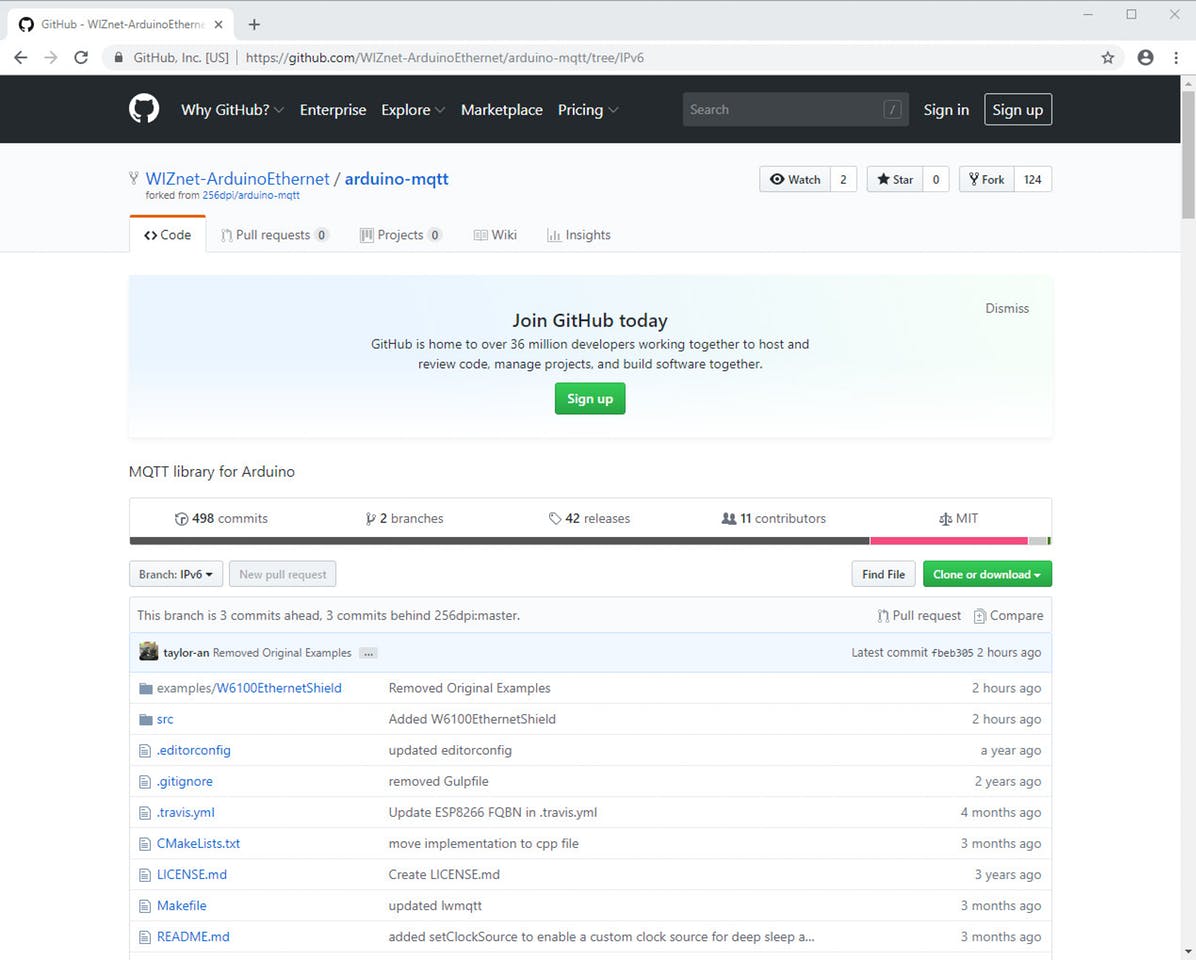 GitHub - WIZnet-ArduinoEtherne
GitHub, Inc. [US] | https://github.com/WIZnet-ArduinoEthernet/arduino-mqtt/tree/IPv6
Why GitHub? Enterprise Explore Marketplace Pricing Search / Sign in Sign up
WIZnet-ArduinoEthernet / arduino-mqtt Watch 2 Star 0 Fork 124
forked from 256dpi/arduino-mqtt
<> Code Pull requests 0 Projects 0 Wiki Insights
Dismiss
Join GitHub today
GitHub is home to over 36 million developers working together to host and
review code, manage projects, and build software together.
Sign up
MQTT library for Arduino
498 commits 2 branches 42 releases 11 contributors MIT
Branch: IPv6 New pull request Find File Clone or download
This branch is 3 commits ahead, 3 commits behind 256dpi:master. Pull request Compare
taylor-an Removed Original Examples ... Latest commit fbeb305 2 hours ago
examples/W6100EthernetShield Removed Original Examples 2 hours ago
src Added W6100EthernetShield 2 hours ago
.editorconfig updated editorconfig a year ago
.gitignore removed Gulpfile 2 years ago
.travis.yml Update ESP8266 FQBN in .travis.yml 4 months ago
CMakeLists.txt move implementation to cpp file 3 months ago
LICENSE.md Create LICENSE.md 3 years ago
Makefile updated lwmqtt 3 months ago
README.md added setClockSource to enable a custom clock source for deep sleep a... 3 months ago